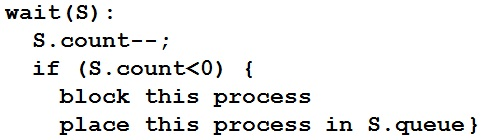 wait(S):
S.count--;
if (S.count<0) {
block this process
place this process in S.queue}